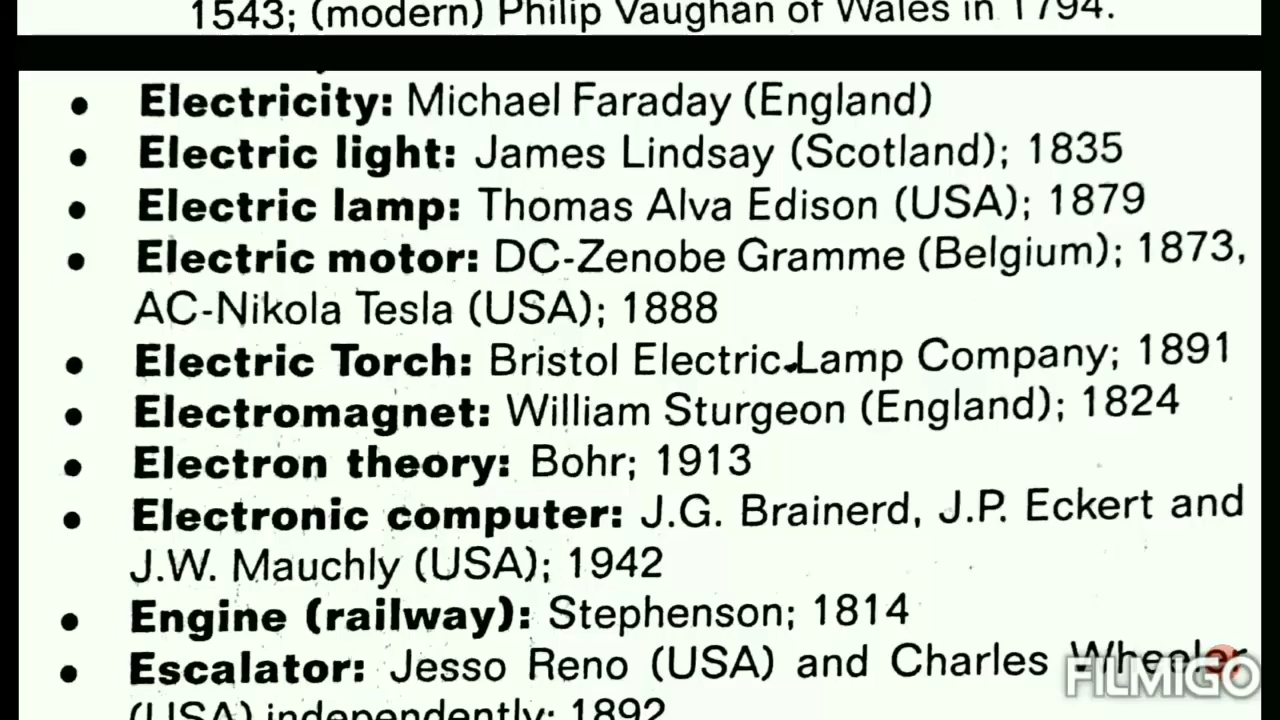 1543; (modern) Philip Vaughan of Wales in 1794.
• Electricity: Michael Faraday (England)
• Electric light: James Lindsay (Scotland); 1835
• Electric lamp: Thomas Alva Edison (USA); 1879
• Electric motor: DC-Zenobe Gramme (Belgium); 1873,
AC-Nikola Tesla (USA); 1888
• Electric Torch: Bristol Electric Lamp Company; 1891
• Electromagnet: William Sturgeon (England); 1824
• Electron theory: Bohr; 1913
• Electronic computer: J.G. Brainerd, J.P. Eckert and
J.W. Mauchly (USA); 1942
• Engine (railway): Stephenson; 1814
• Escalator: Jesso Reno (USA) and Charles Wheeler
(USA) independently; 1892
FILMIGO